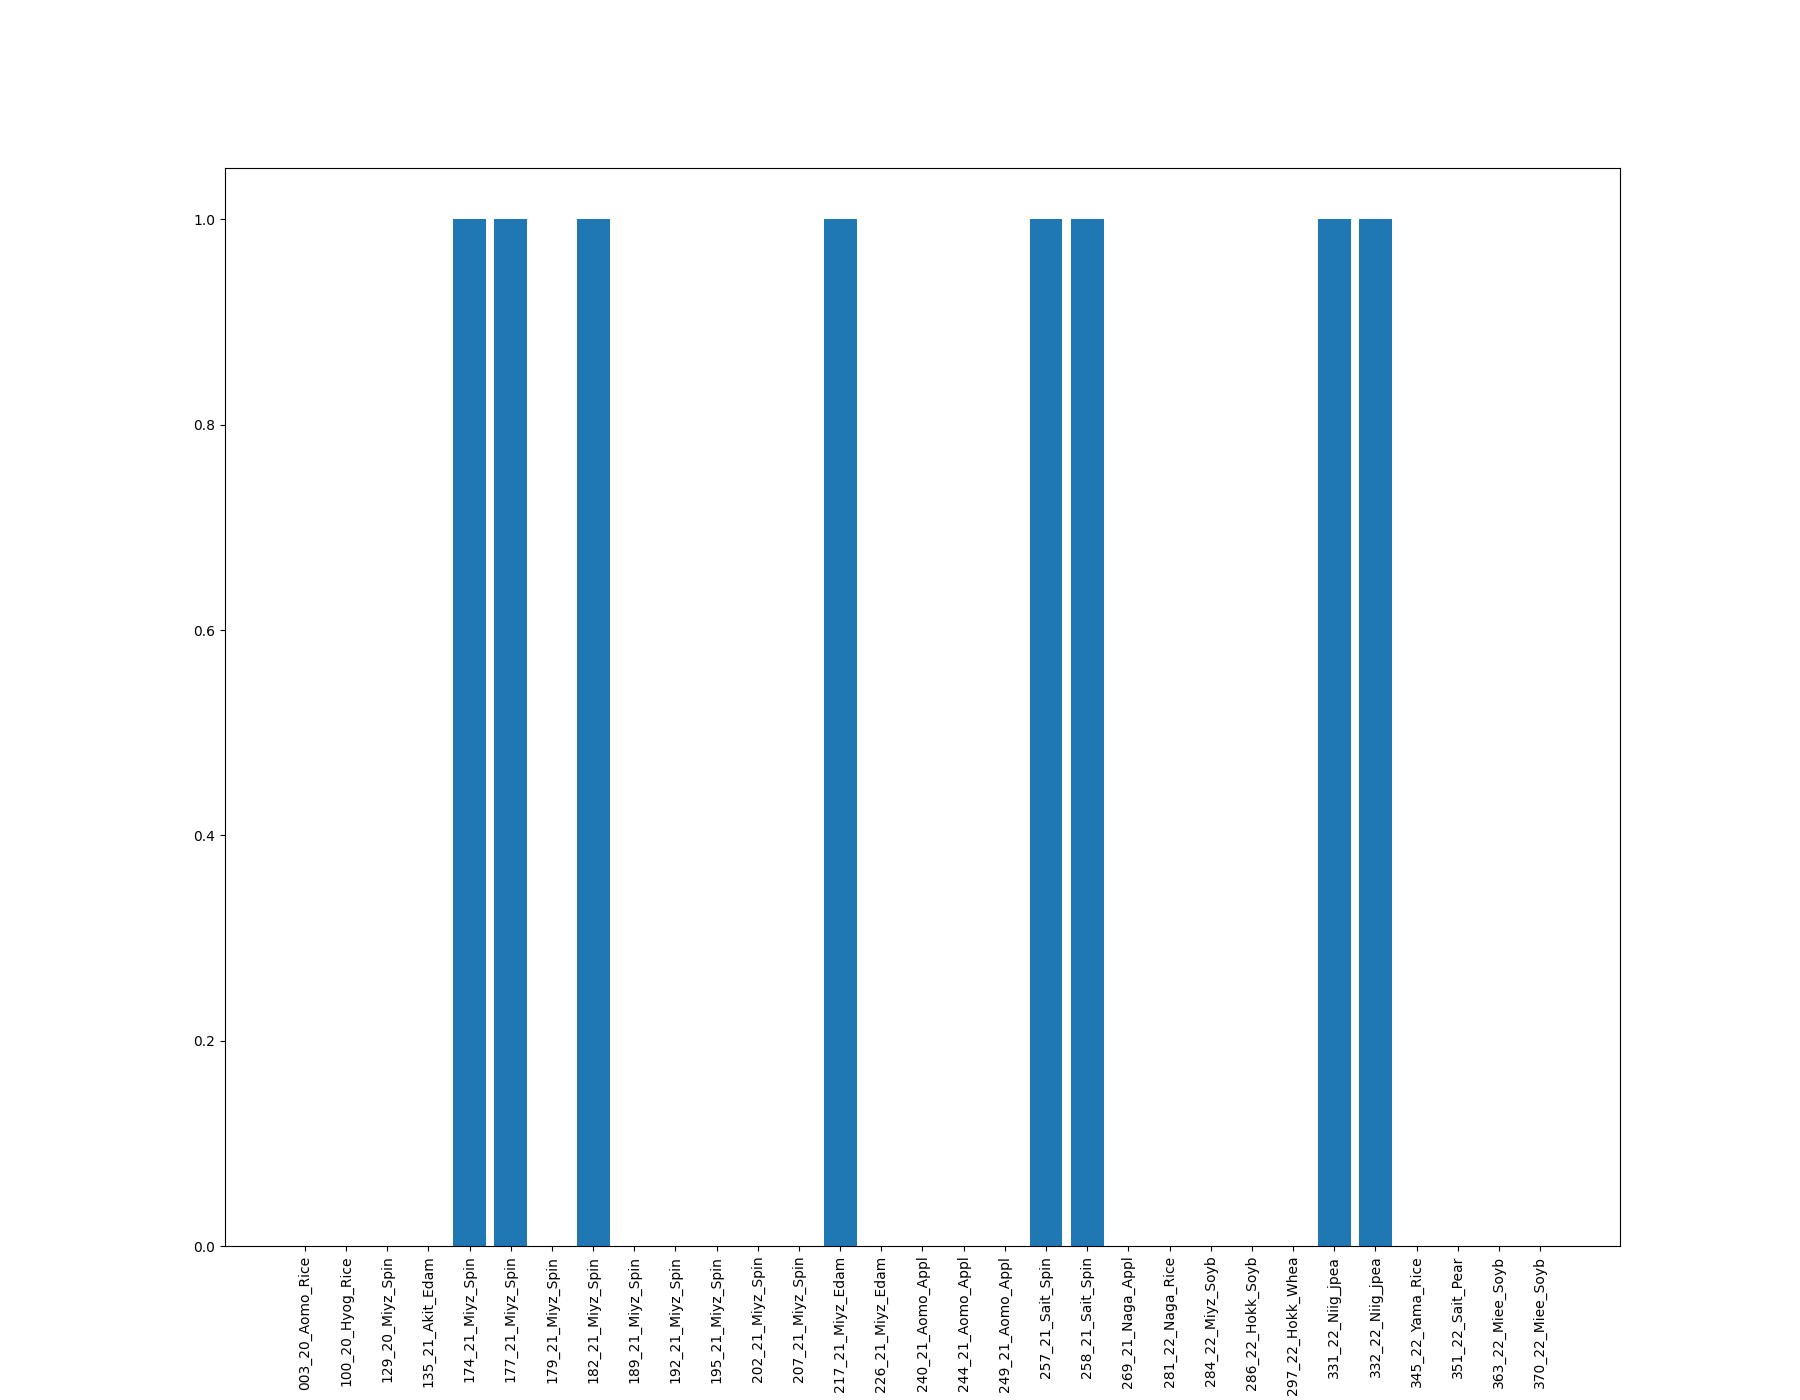 1.0
0.8
0.6
0.4
0.2
0.0
003_20_Aomo_Rice
100_20_Hyog_Rice
129_20_Miyz_Spin
135_21_Akit_Edam
174_21_Miyz_Spin
177_21_Miyz_Spin
179_21_Miyz_Spin
182_21_Miyz_Spin
189_21_Miyz_Spin
192_21_Miyz_Spin
195_21_Miyz_Spin
202_21_Miyz_Spin
207_21_Miyz_Spin
217_21_Miyz_Edam
226_21_Miyz_Edam
240_21_Aomo_Appl
244_21_Aomo_Appl
249_21_Aomo_Appl
257_21_Sait_Spin
258_21_Sait_Spin
269_21_Naga_Appl
281_22_Naga_Rice
284_22_Miyz_Soyb
286_22_Hokk_Soyb
297_22_Hokk_Whea
331_22_Niig_jpea
332_22_Niig_jpea
345_22_Yama_Rice
351_22_Sait_Pear
363_22_Miee_Soyb
370_22_Miee_Soyb